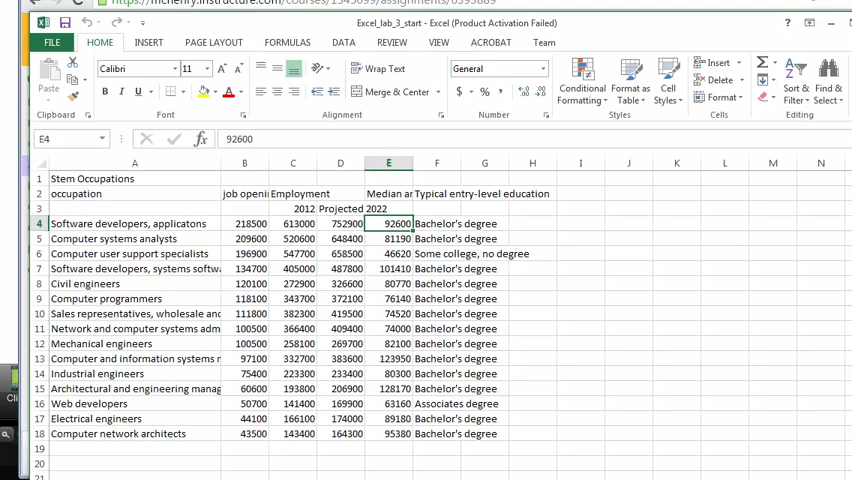 Excel_lab_3_start - Excel (Product Activation Failed)
FILE HOME INSERT PAGE LAYOUT FORMULAS DATA REVIEW VIEW ACROBAT Team
Paste
Calibri 11
B I U A
Wrap Text
Merge & Center
General
$ % ,
Conditional Formatting
Format as Table
Cell Styles
Insert
Delete
Format
Sort & Filter
Find & Select
Clipboard Font Alignment Number Styles Cells Editing
E4 fx 92600
A B C D E F G H I J K L M N
1 Stem Occupations
2 occupation job openi Employment Median ar Typical entry-level education
3 2012 Projected 2022
4 Software developers, applicatons 218500 613000 752900 92600 Bachelor's degree
5 Computer systems analysts 209600 520600 648400 81190 Bachelor's degree
6 Computer user support specialists 196900 547700 658500 46620 Some college, no degree
7 Software developers, systems softw 134700 405000 487800 101410 Bachelor's degree
8 Civil engineers 120100 272900 326600 80770 Bachelor's degree
9 Computer programmers 118100 343700 372100 76140 Bachelor's degree
10 Sales representatives, wholesale and 111800 382300 419500 74520 Bachelor's degree
11 Network and computer systems adm 100500 366400 409400 74000 Bachelor's degree
12 Mechanical engineers 100500 258100 269700 82100 Bachelor's degree
13 Computer and information systems r 97100 332700 383600 123950 Bachelor's degree
14 Industrial engineers 75400 223300 233400 80300 Bachelor's degree
15 Architectural and engineering manag 60600 193800 206900 128170 Bachelor's degree
16 Web developers 50700 141400 169900 63160 Associates degree
17 Electrical engineers 44100 166100 174000 89180 Bachelor's degree
18 Computer network architects 43500 143400 164300 95380 Bachelor's degree
19
20
21